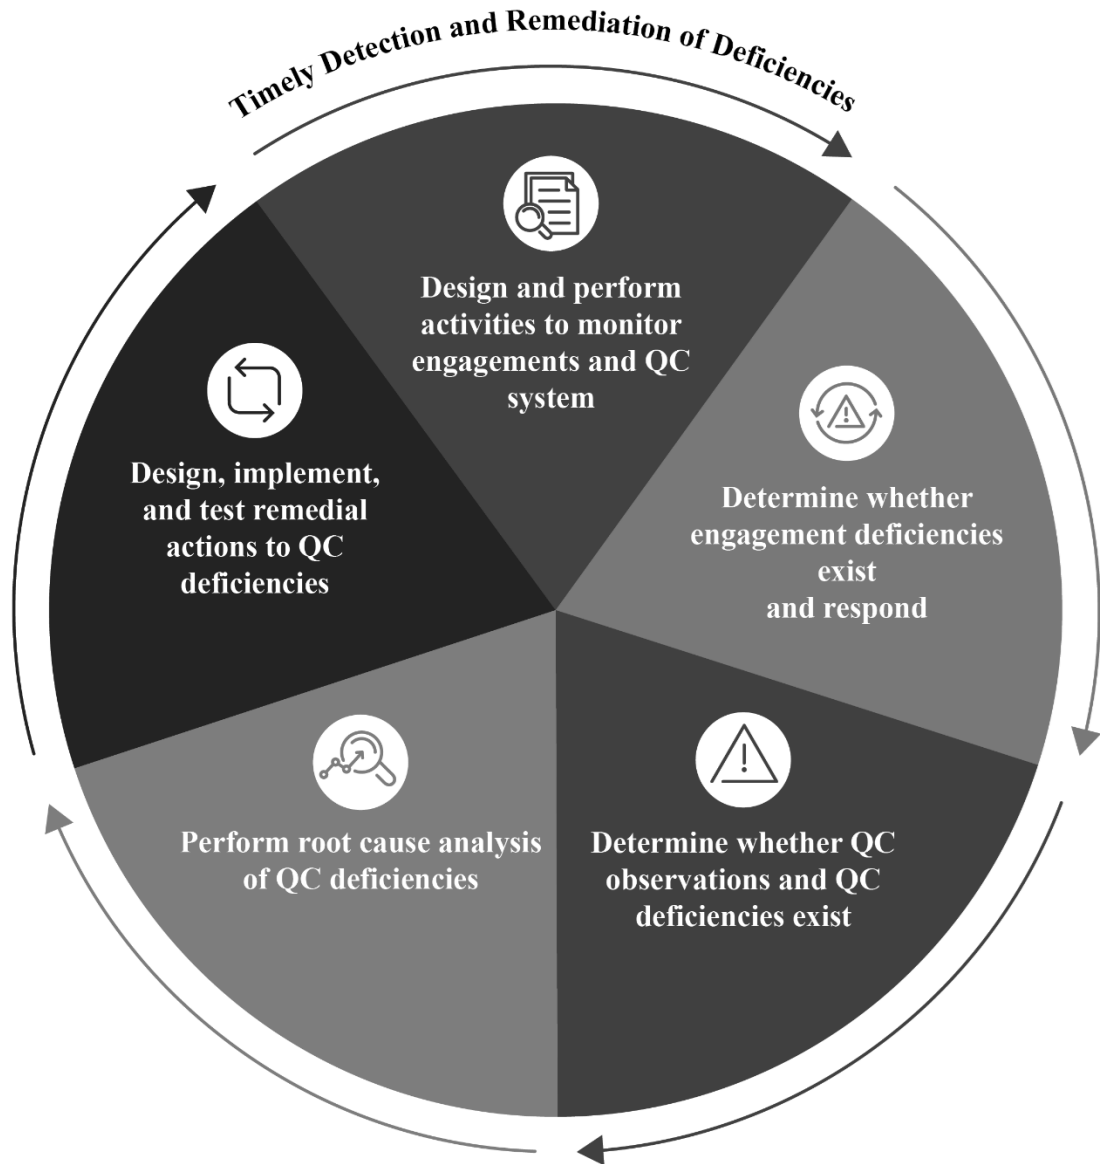 Timely Detection and Remediation of Deficiencies
Design and perform
activities to monitor
engagements and QC
system
Determine whether
engagement deficiencies
exist
and respond
Determine whether QC
observations and QC
deficiencies exist
Perform root cause analysis
of QC deficiencies
Design, implement,
and test remedial
actions to QC
deficiencies